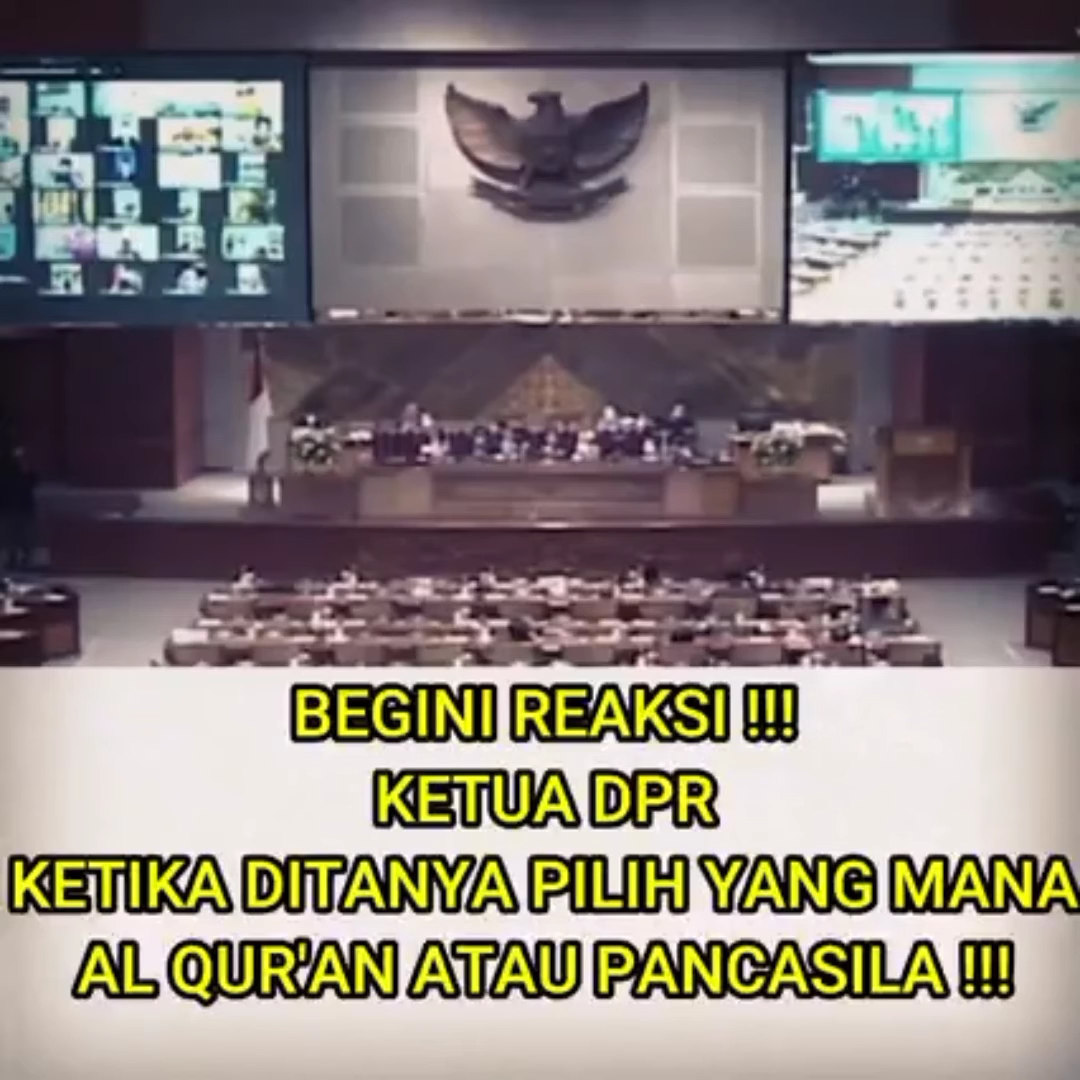 BEGINI REAKSI !!!
KETUA DPR
KETIKA DITANYA PILIH YANG MANA
AL QUR'AN ATAU PANCASILA !!!